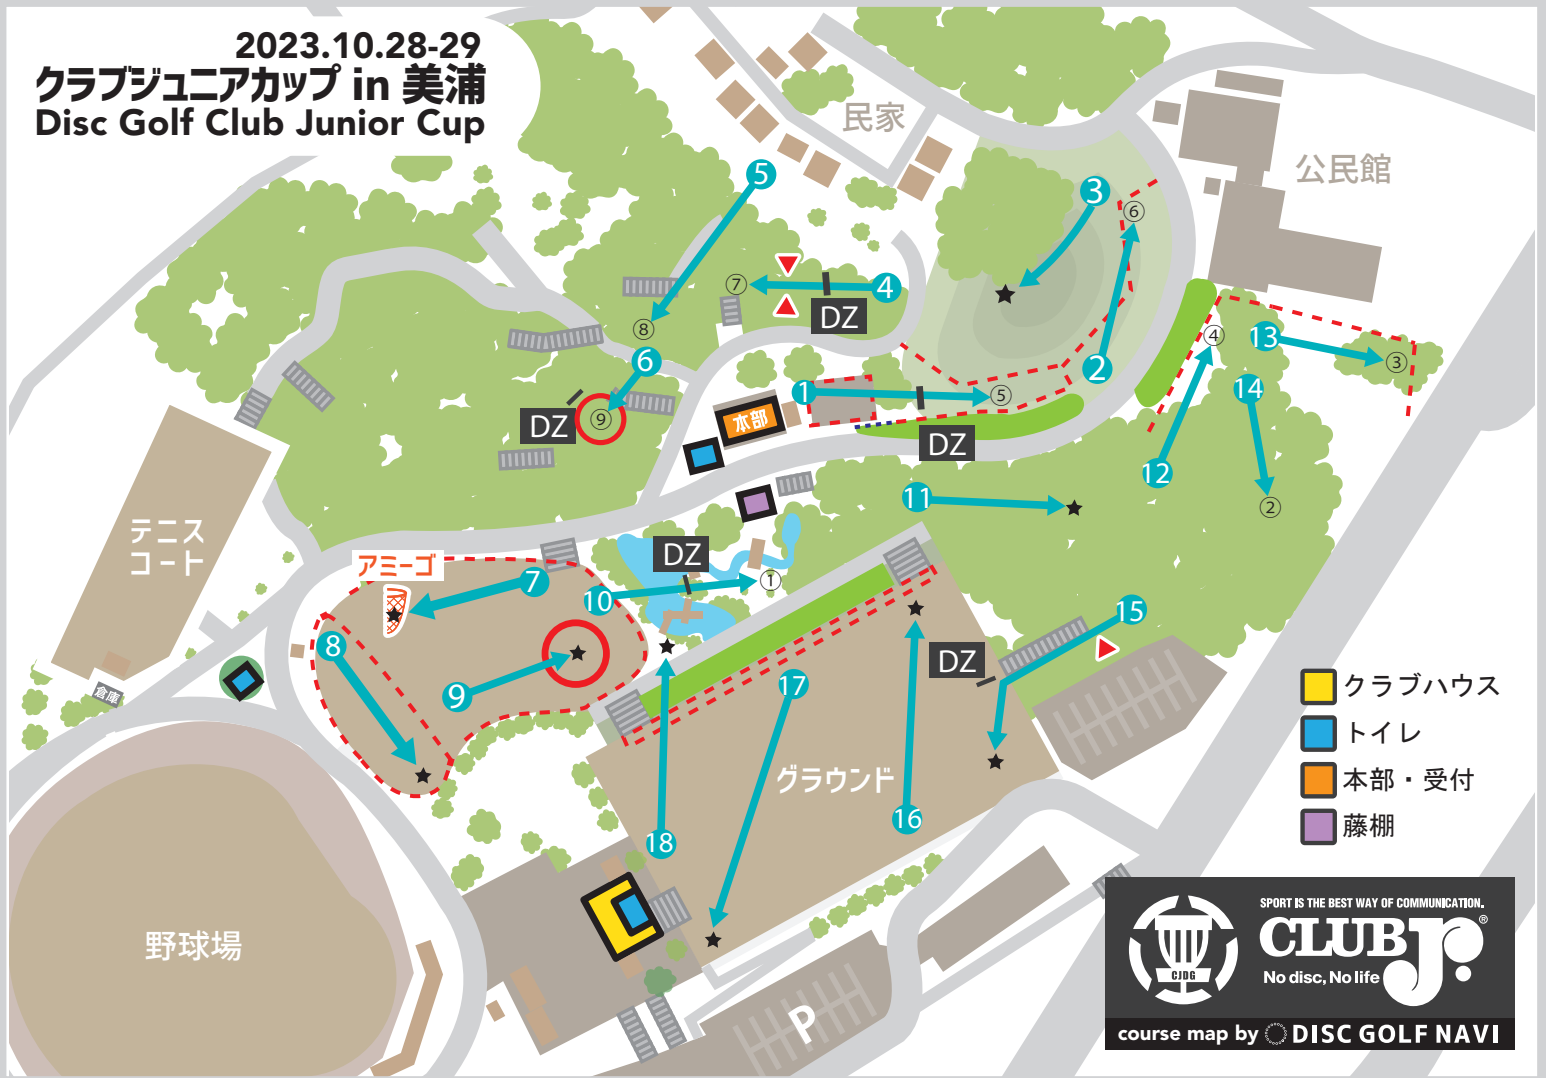 2023.10.28-29
クラブジュニアカップ in 美浦
Disc Golf Club Junior Cup
民家
公民館
5
3
⑥
⑦
4
DZ
⑧
6
2
④
13
③
1
⑤
14
DZ
⑨
本部
DZ
12
11
②
テニス
コート
アミーゴ
7
DZ
①
10
15
8
DZ
9
17
倉庫
グラウンド
16
18
クラブハウス
トイレ
本部・受付
藤棚
野球場
P
CJDG
SPORT IS THE BEST WAY OF COMMUNICATION.
CLUB Jr.®
No disc, No life
course map by DISC GOLF NAVI